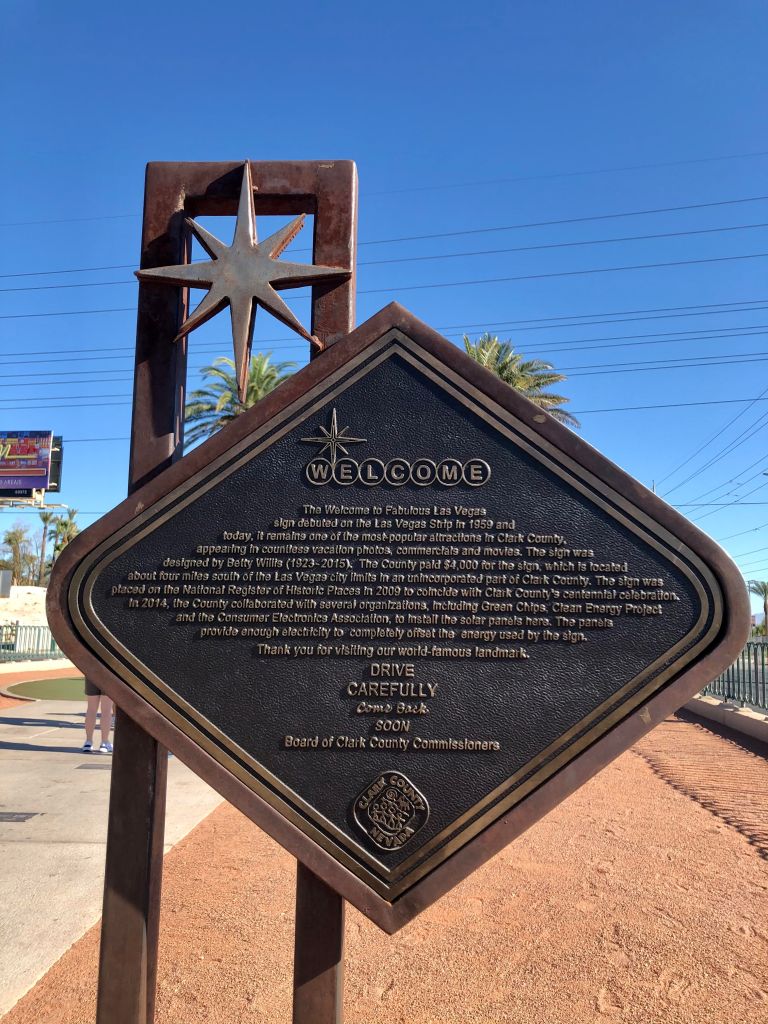 WELCOME
The Welcome to Fabulous Las Vegas
sign debuted on the Las Vegas Strip in 1959 and
today, it remains one of the most popular attractions in Clark County,
appearing in countless vacation photos, commercials and movies. The sign was
designed by Betty Willis (1923-2015). The County paid $4,000 for the sign, which is located
about four miles south of the Las Vegas city limits in an unincorporated part of Clark County. The sign was
placed on the National Register of Historic Places in 2009 to coincide with Clark County's centennial celebration.
In 2014, the County collaborated with several organizations, including Green Chips, Clean Energy Project
and the Consumer Electronics Association, to install the solar panels here. The panels
provide enough electricity to completely offset the energy used by the sign.
Thank you for visiting our world-famous landmark.
DRIVE
CAREFULLY
Come Back
SOON
Board of Clark County Commissioners
CLARK COUNTY
NEVADA